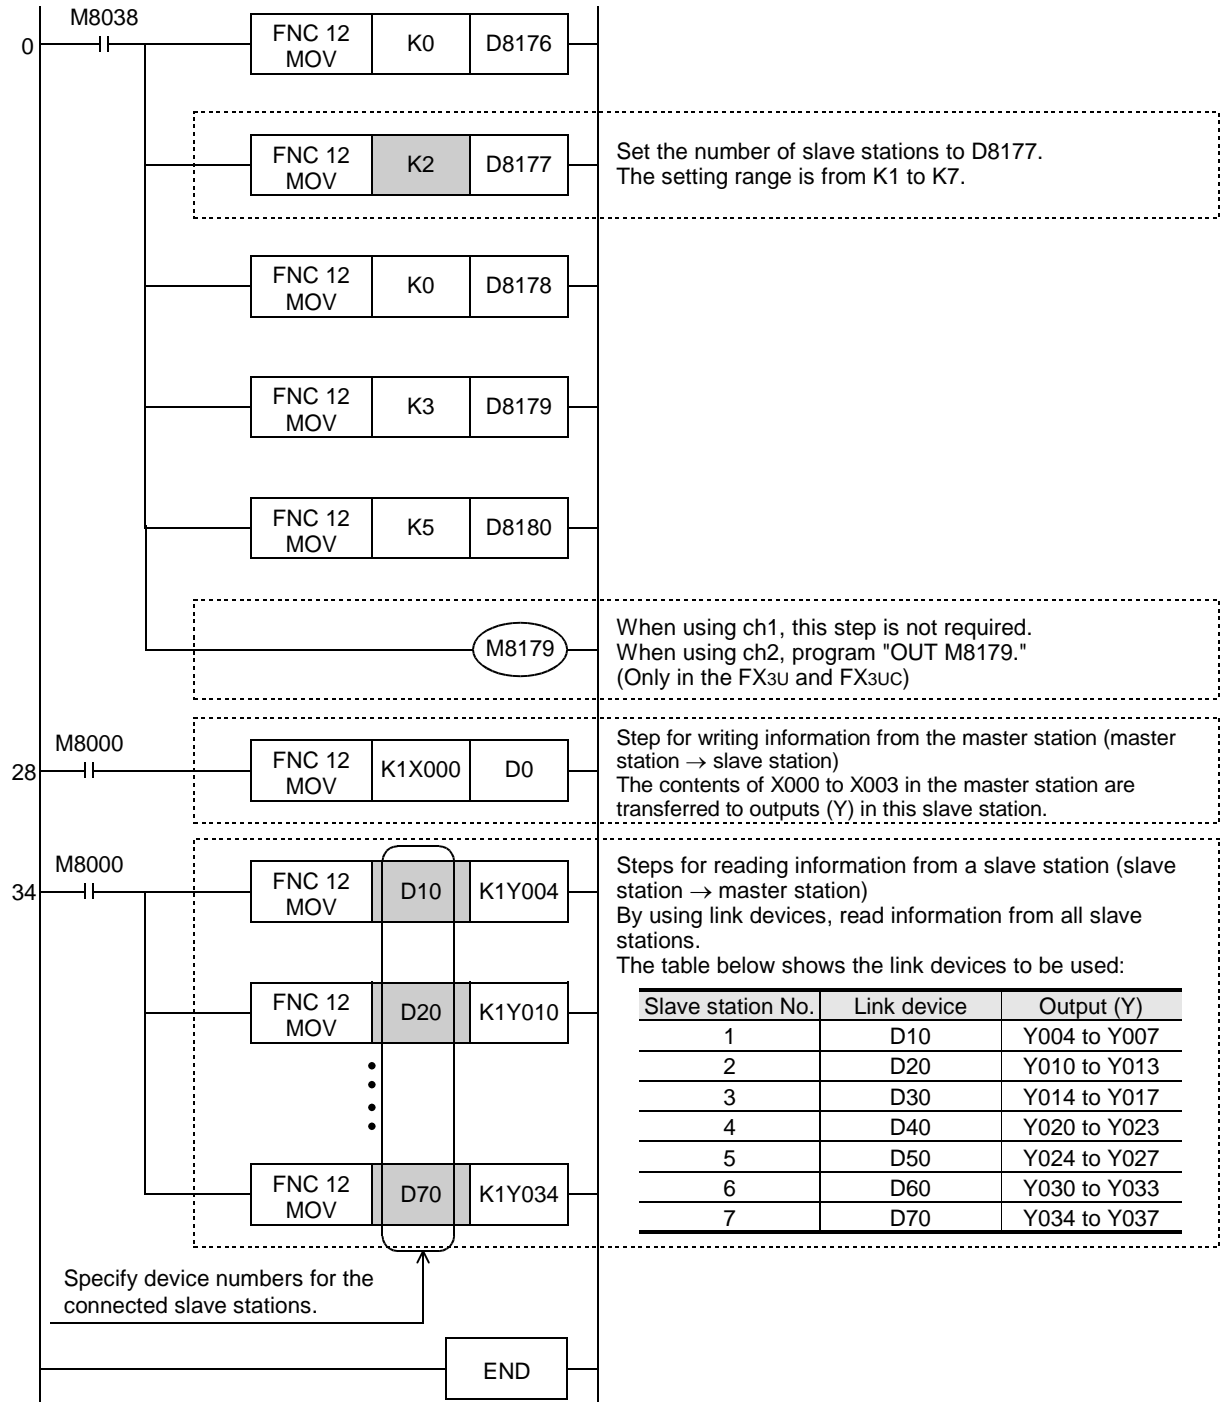 M8038
0
FNC 12
MOV
K0
D8176
FNC 12
MOV
K2
D8177
Set the number of slave stations to D8177.
The setting range is from K1 to K7.
FNC 12
MOV
K0
D8178
FNC 12
MOV
K3
D8179
FNC 12
MOV
K5
D8180
M8179
When using ch1, this step is not required.
When using ch2, program "OUT M8179."
(Only in the FX3U and FX3UC)
M8000
28
FNC 12
MOV
K1X000
D0
Step for writing information from the master station (master
station → slave station)
The contents of X000 to X003 in the master station are
transferred to outputs (Y) in this slave station.
M8000
34
FNC 12
MOV
D10
K1Y004
FNC 12
MOV
D20
K1Y010
FNC 12
MOV
D70
K1Y034
Steps for reading information from a slave station (slave
station → master station)
By using link devices, read information from all slave
stations.
The table below shows the link devices to be used:
Slave station No. Link device Output (Y)
1 D10 Y004 to Y007
2 D20 Y010 to Y013
3 D30 Y014 to Y017
4 D40 Y020 to Y023
5 D50 Y024 to Y027
6 D60 Y030 to Y033
7 D70 Y034 to Y037
Specify device numbers for the
connected slave stations.
END